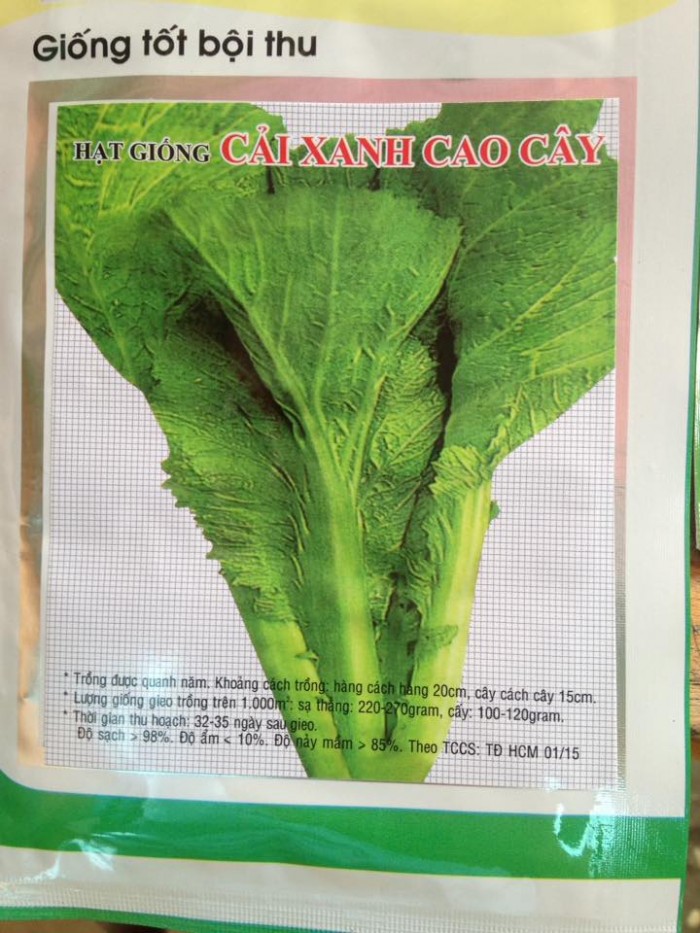 Giống tốt bội thu
HẠT GIỐNG CẢI XANH CAO CÂY
* Trồng được quanh năm. Khoảng cách trồng: hàng cách hàng 20cm, cây cách cây 15cm.
* Lượng giống gieo trồng trên 1.000m²: sạ thẳng: 220-270gram, cấy: 100-120gram.
Thời gian thu hoạch: 32-35 ngày sau gieo.
Độ sạch > 98%. Độ ẩm < 10%. Độ nảy mầm > 85%. Theo TCCS: TĐ HCM 01/15